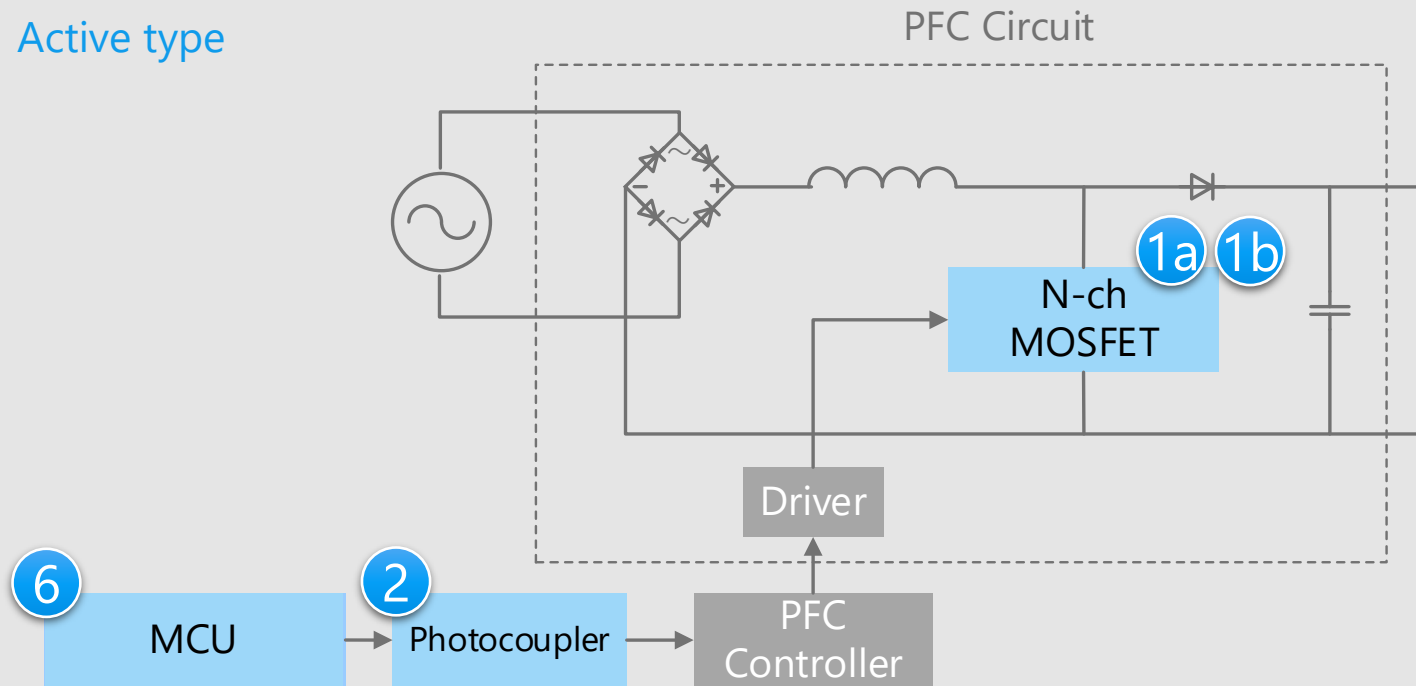 Active type
PFC Circuit
1a
1b
N-ch
MOSFET
Driver
6
2
MCU
Photocoupler
PFC
Controller